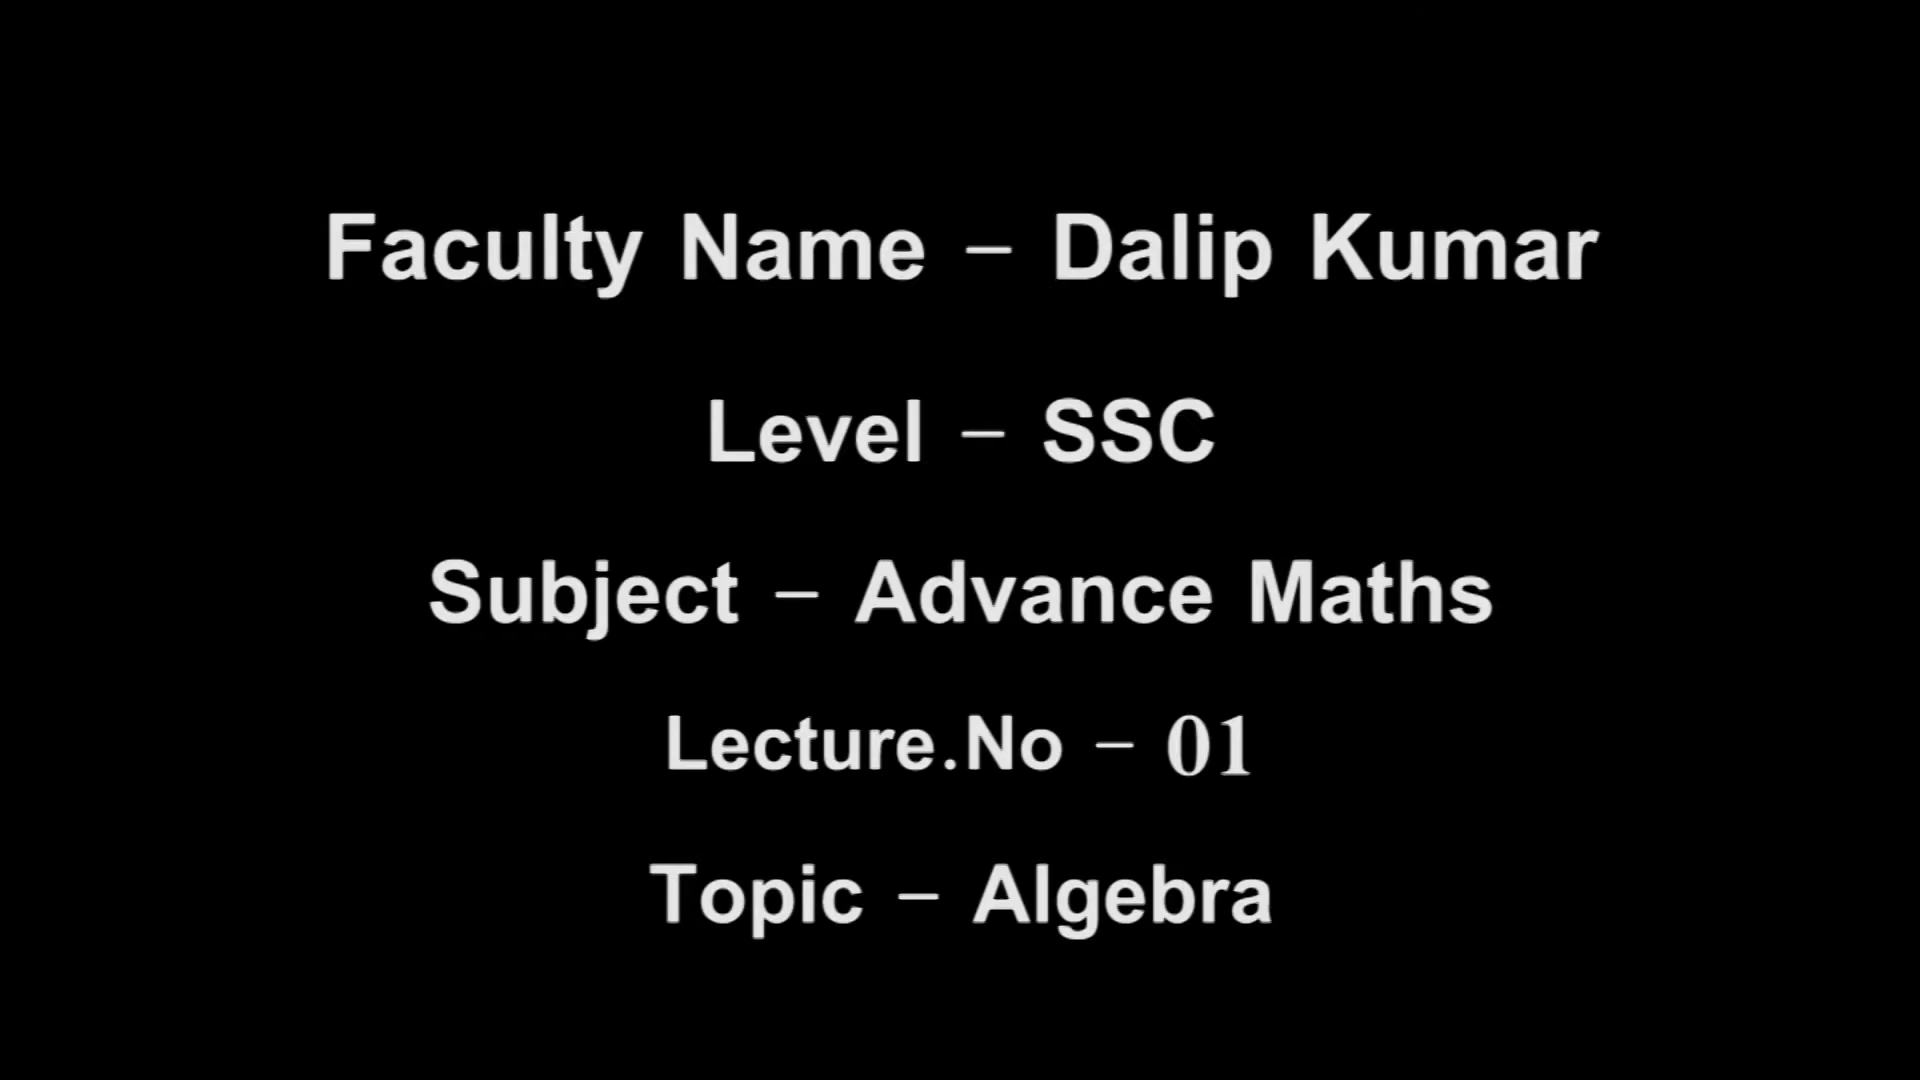 Faculty Name - Dalip Kumar
Level - SSC
Subject - Advance Maths
Lecture.No - 01
Topic - Algebra